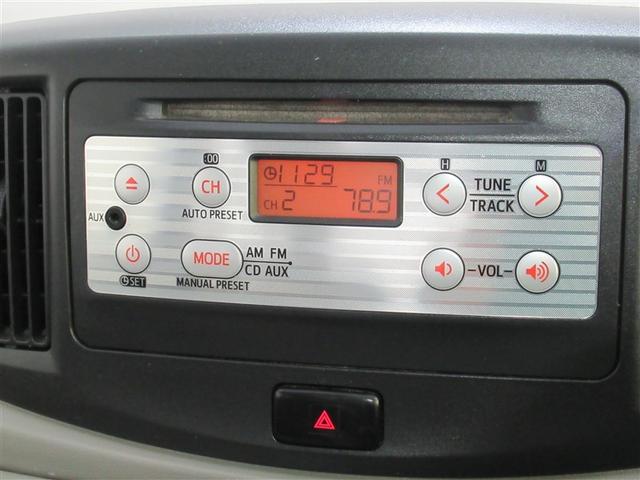 :00
CH
AUTO PRESET
11 29
FM
CH 2 78.9
H
M
TUNE
TRACK
AUX
SET
MODE
AM FM
CD AUX
MANUAL PRESET
-VOL-